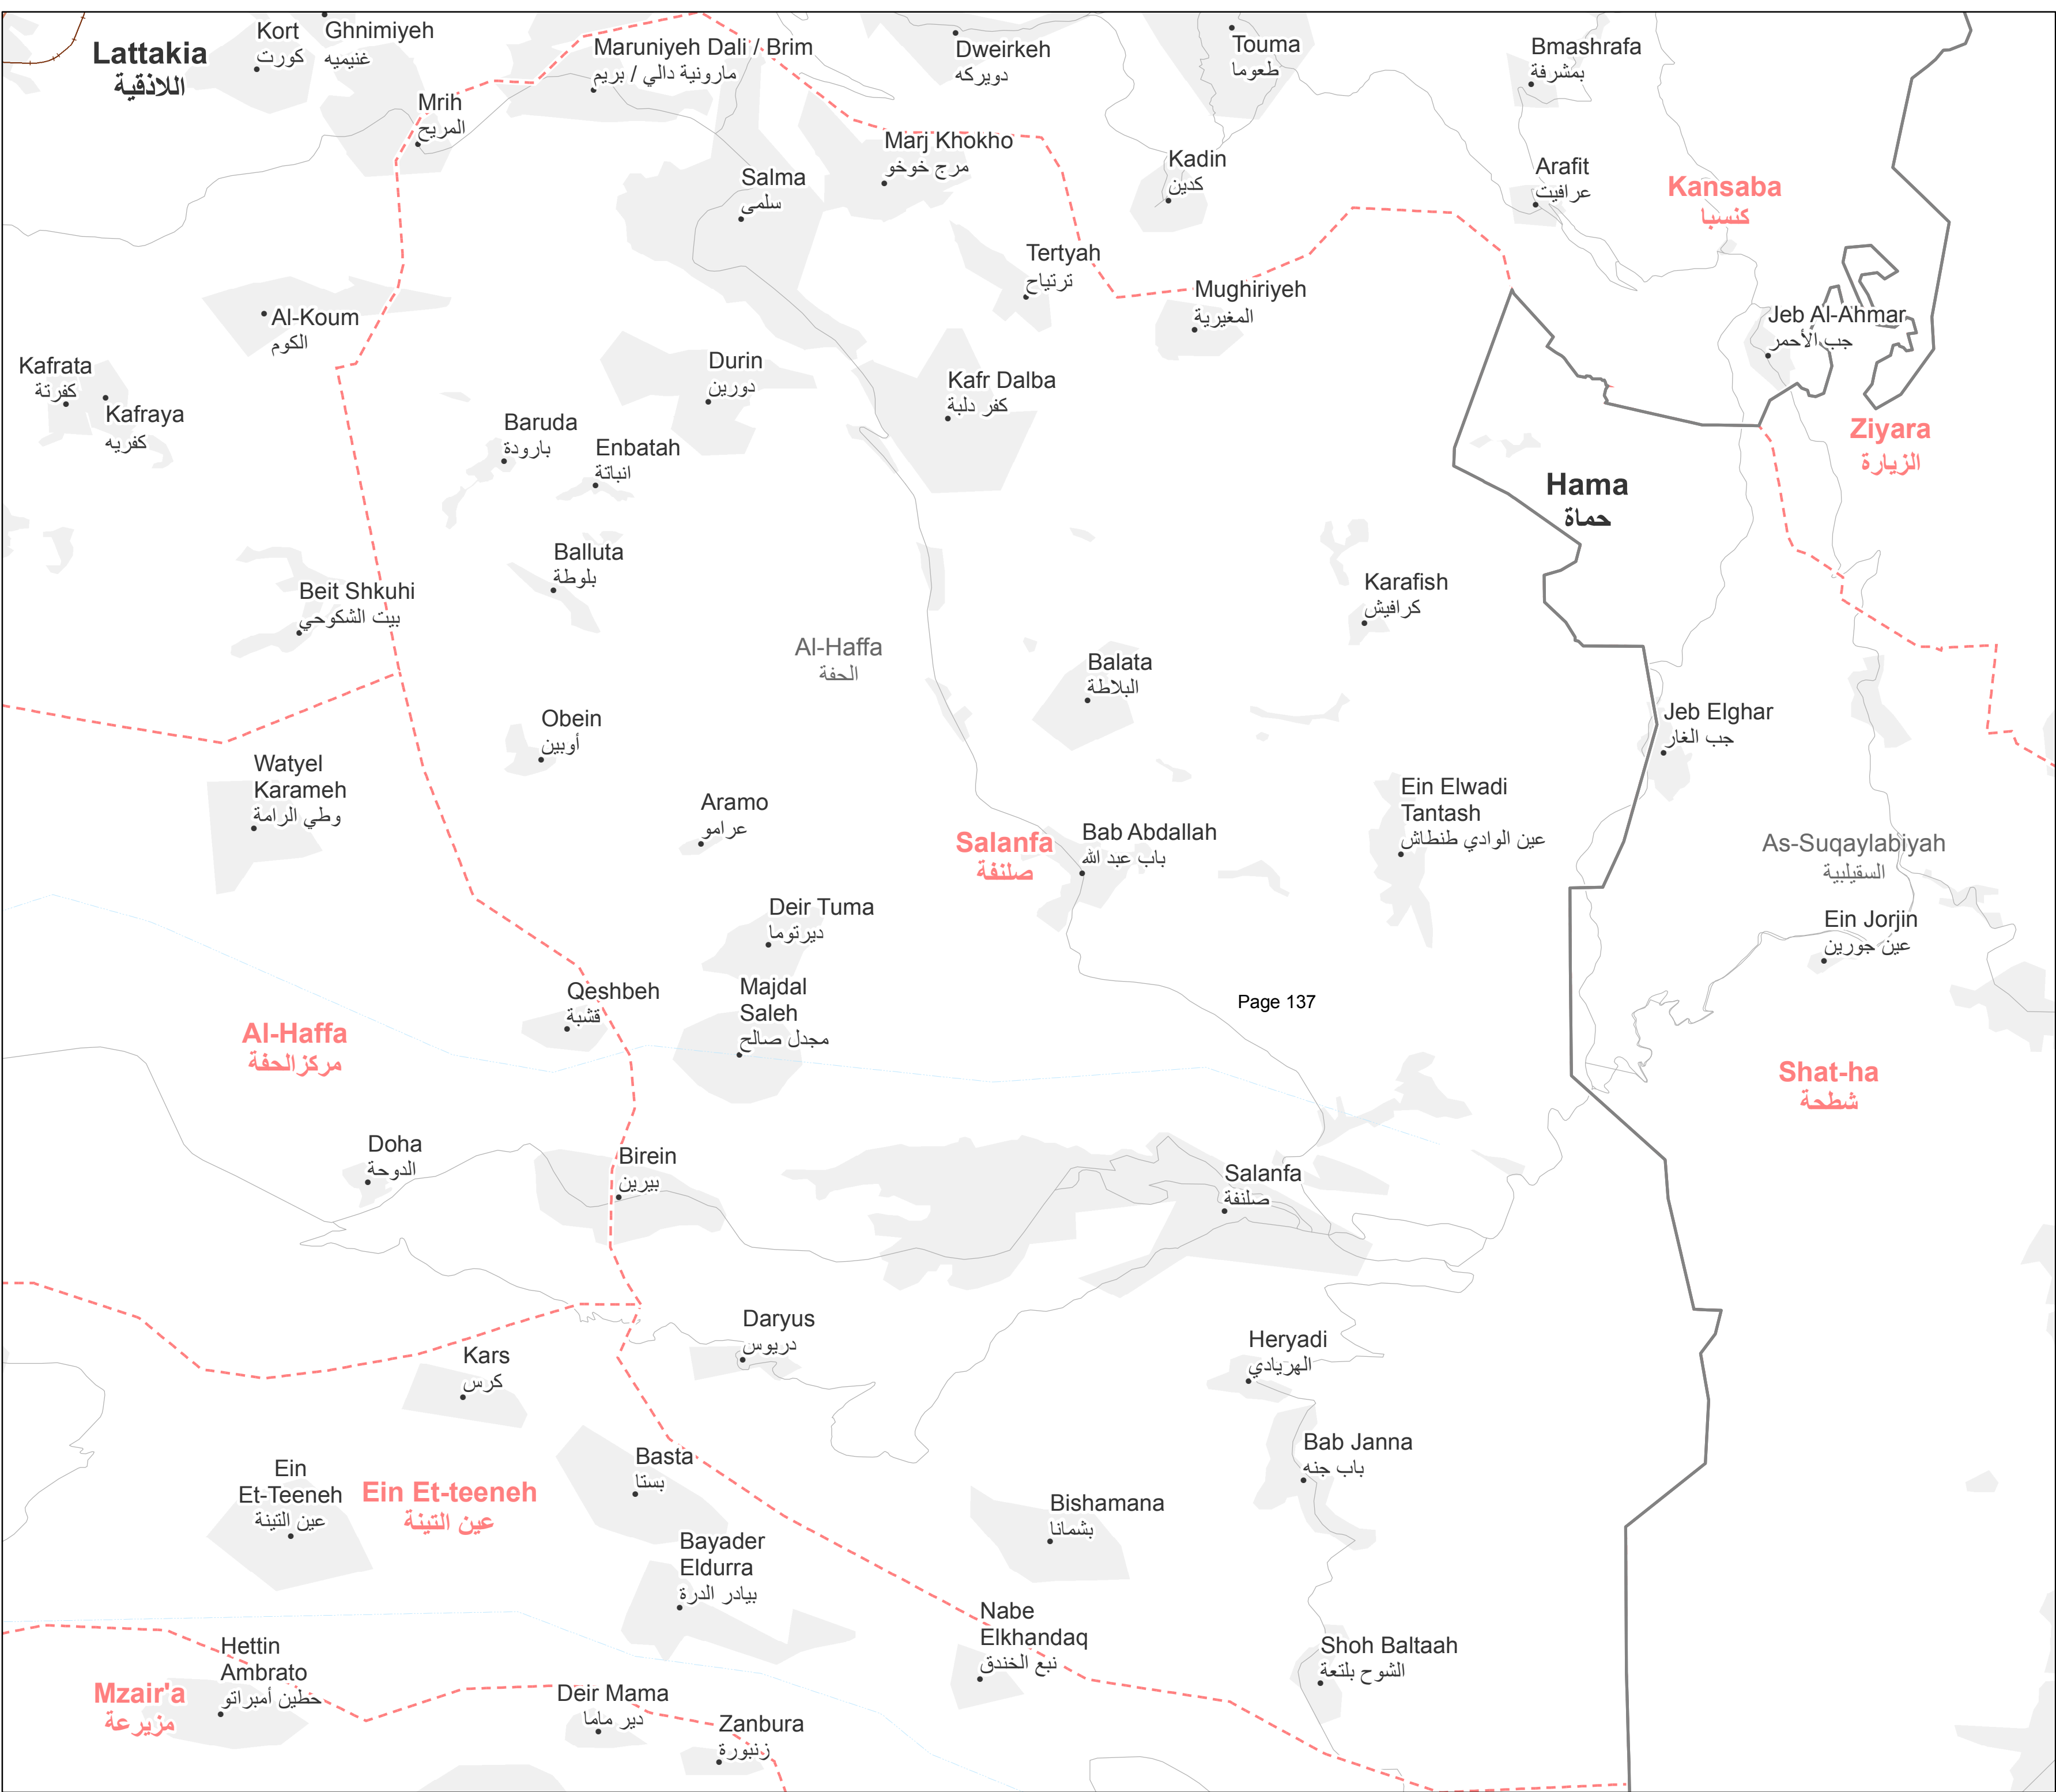 Lattakia
اللاذقية
Kort
كورت
Ghnimiyeh
غنيميه
Maruniyeh Dali / Brim
مارونية دالي / بريم
Dweirkeh
دويركه
Touma
طعوما
Bmashrafa
بمشرفة
Mrih
المريح
Marj Khokho
مرج خوخو
Salma
سلمى
Kadin
كدين
Arafit
عرافيت
Kansaba
كنسبا
Tertyah
ترتياح
Mughiriyeh
المغيرية
Al-Koum
الكوم
Jeb Al-Ahmar
جب الأحمر
Kafrata
كفرتة
Kafraya
كفريه
Durin
دورين
Kafr Dalba
كفر دلبة
Baruda
بارودة
Enbatah
انباتة
Ziyara
الزيارة
Hama
حماة
Balluta
بلوطة
Beit Shkuhi
بيت الشكوحي
Karafish
كرافيش
Al-Haffa
الحفة
Balata
البلاطة
Obein
أوبين
Jeb Elghar
جب الغار
Watyel
Karameh
وطي الرامة
Aramo
عرامو
Salanfa
صلنفة
Bab Abdallah
باب عبد الله
Ein Elwadi
Tantash
عين الوادي طنطاش
As-Suqaylabiyah
السقيلبية
Deir Tuma
ديرتوما
Ein Jorjin
عين جورين
Qeshbeh
قشبة
Majdal
Saleh
مجدل صالح
Page 137
Al-Haffa
مركزالحفة
Shat-ha
شطحة
Doha
الدوحة
Birein
بيرين
Salanfa
صلنفة
Daryus
دريوس
Heryadi
الهريادي
Kars
كرس
Basta
بستا
Bab Janna
باب جنه
Ein
Et-Teeneh
عين التينة
Ein Et-teeneh
عين التينة
Bishamana
بشمانا
Bayader
Eldurra
بيادر الدرة
Nabe
Elkhandaq
نبع الخندق
Shoh Baltaah
الشوح بلتعة
Hettin
Ambrato
حطين أمبراتو
Mzair'a
مزيرعة
Deir Mama
دير ماما
Zanbura
زنبورة